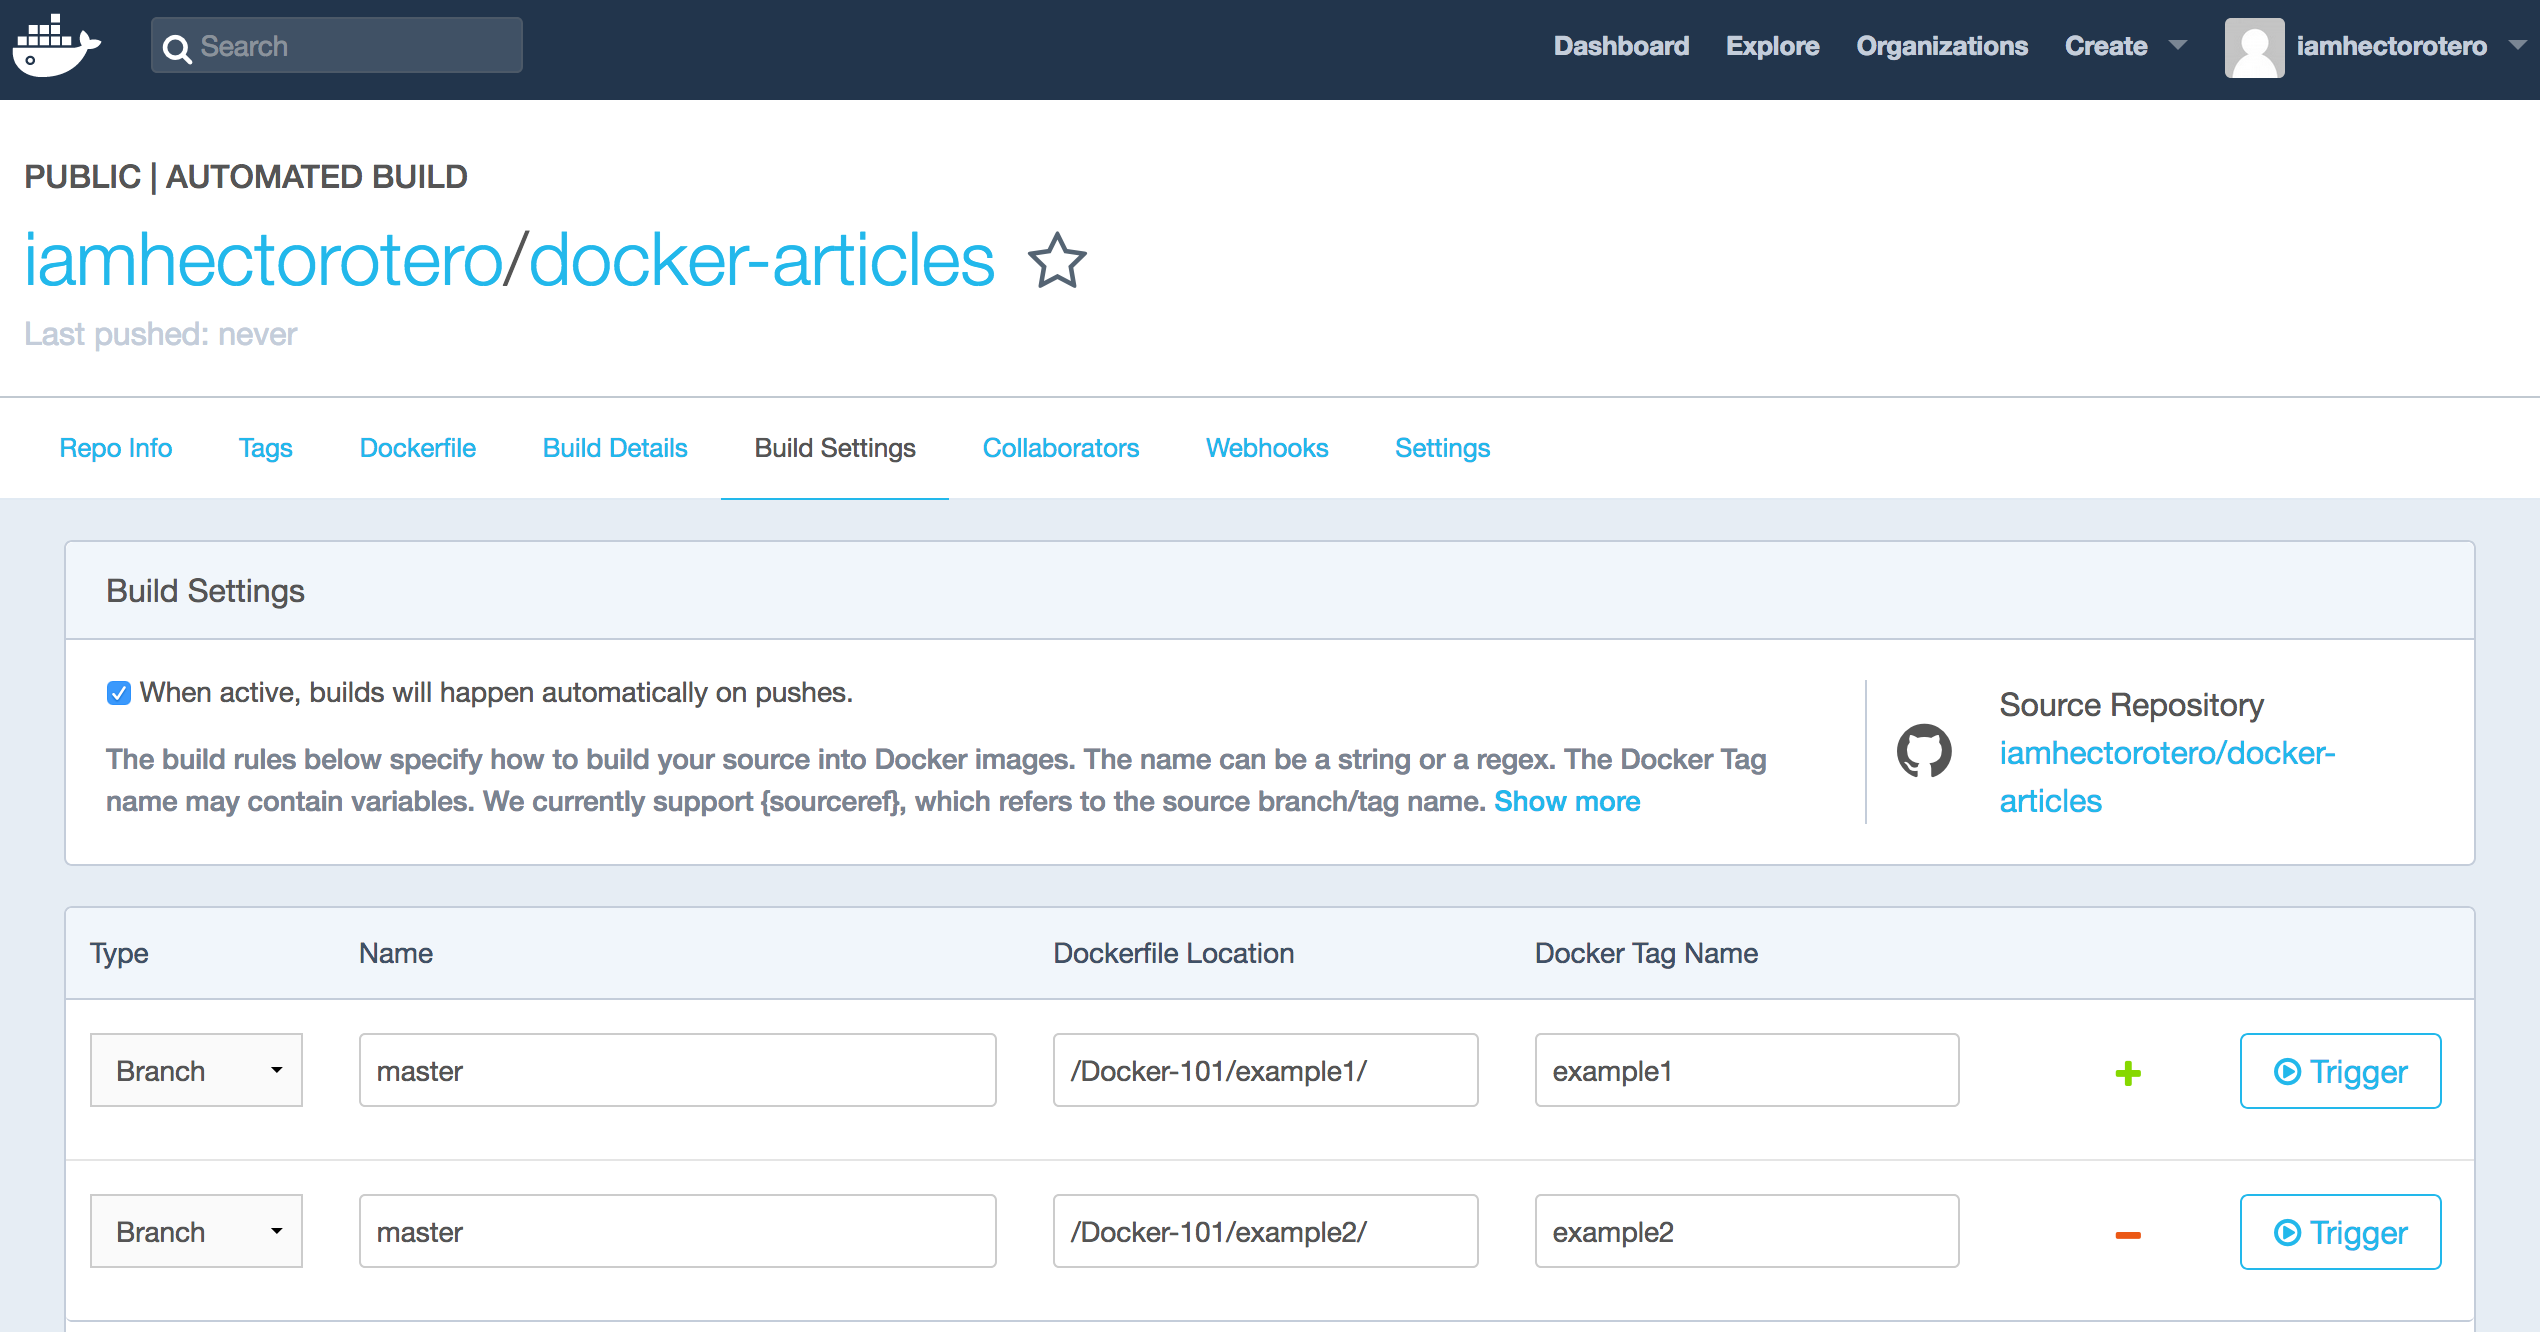 Search
Dashboard Explore Organizations Create iamhectorotero
PUBLIC | AUTOMATED BUILD
iamhectorotero/docker-articles
Last pushed: never
Repo Info Tags Dockerfile Build Details Build Settings Collaborators Webhooks Settings
Build Settings
When active, builds will happen automatically on pushes.
The build rules below specify how to build your source into Docker images. The name can be a string or a regex. The Docker Tag
name may contain variables. We currently support {sourceref}, which refers to the source branch/tag name. Show more
Source Repository
iamhectorotero/docker-
articles
Type Name Dockerfile Location Docker Tag Name
Branch master /Docker-101/example1/ example1 Trigger
Branch master /Docker-101/example2/ example2 Trigger